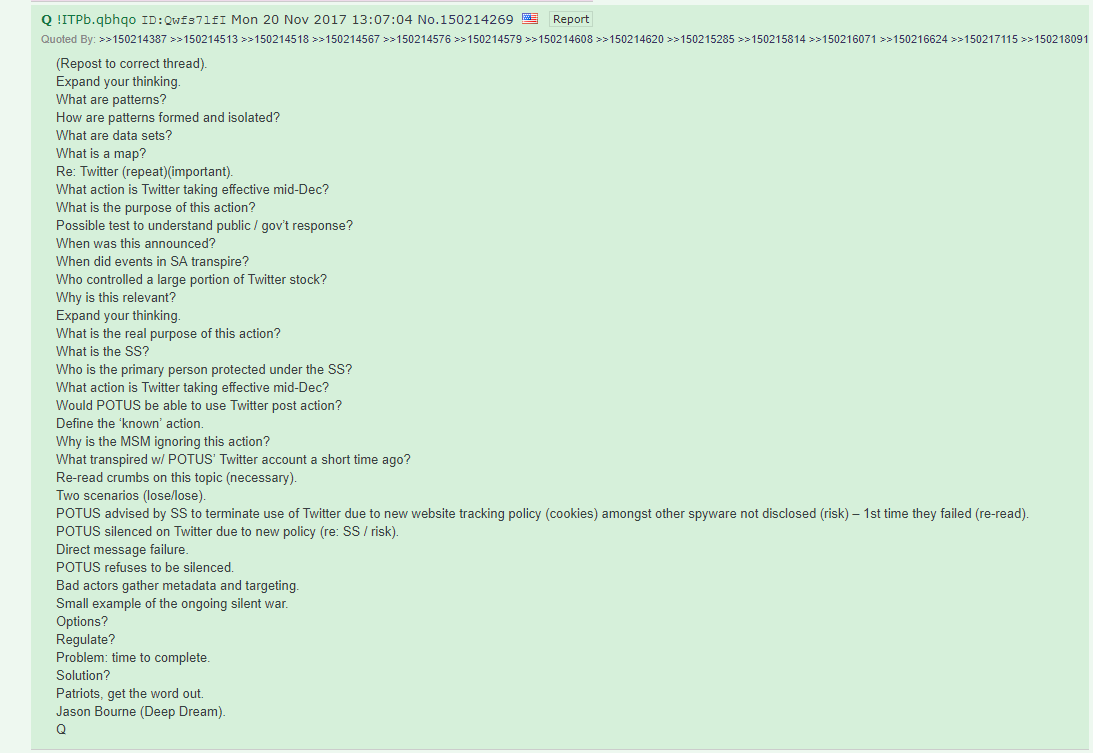 Q !ITPb.qbhqo ID:Qwfs7lfI Mon 20 Nov 2017 13:07:04 No.150214269 Report
Quoted By: >>150214387 >>150214513 >>150214518 >>150214567 >>150214576 >>150214579 >>150214608 >>150214620 >>150215285 >>150215814 >>150216071 >>150216624 >>150217115 >>150218091
(Repost to correct thread).
Expand your thinking.
What are patterns?
How are patterns formed and isolated?
What are data sets?
What is a map?
Re: Twitter (repeat)(important).
What action is Twitter taking effective mid-Dec?
What is the purpose of this action?
Possible test to understand public / gov’t response?
When was this announced?
When did events in SA transpire?
Who controlled a large portion of Twitter stock?
Why is this relevant?
Expand your thinking.
What is the real purpose of this action?
What is the SS?
Who is the primary person protected under the SS?
What action is Twitter taking effective mid-Dec?
Would POTUS be able to use Twitter post action?
Define the ‘known’ action.
Why is the MSM ignoring this action?
What transpired w/ POTUS’ Twitter account a short time ago?
Re-read crumbs on this topic (necessary).
Two scenarios (lose/lose).
POTUS advised by SS to terminate use of Twitter due to new website tracking policy (cookies) amongst other spyware not disclosed (risk) – 1st time they failed (re-read).
POTUS silenced on Twitter due to new policy (re: SS / risk).
Direct message failure.
POTUS refuses to be silenced.
Bad actors gather metadata and targeting.
Small example of the ongoing silent war.
Options?
Regulate?
Problem: time to complete.
Solution?
Patriots, get the word out.
Jason Bourne (Deep Dream).
Q